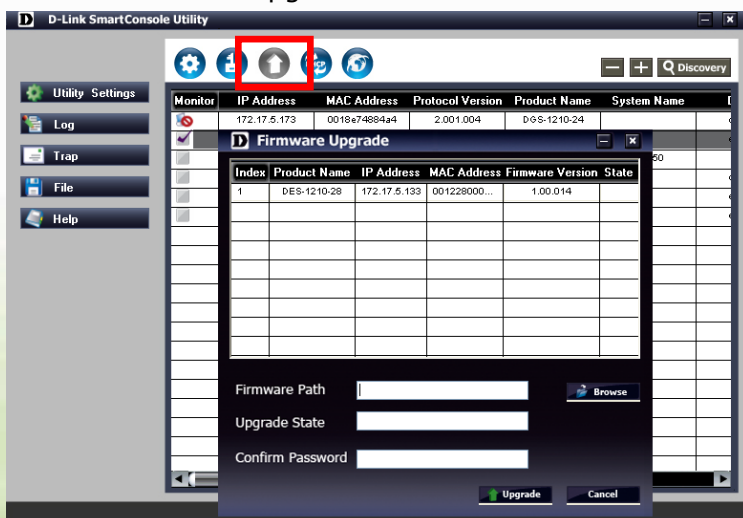 D-Link SmartConsole Utility
Discovery
Utility Settings
Log
Trap
File
Help
Monitor IP Address MAC Address Protocol Version Product Name System Name
172.17.5.173 0018e74884a4 2.001.004 DGS-1210-24
50
Firmware Upgrade
Index Product Name IP Address MAC Address Firmware Version State
1 DES-1210-28 172.17.5.133 001228000... 1.00.014
Firmware Path
Browse
Upgrade State
Confirm Password
Upgrade Cancel